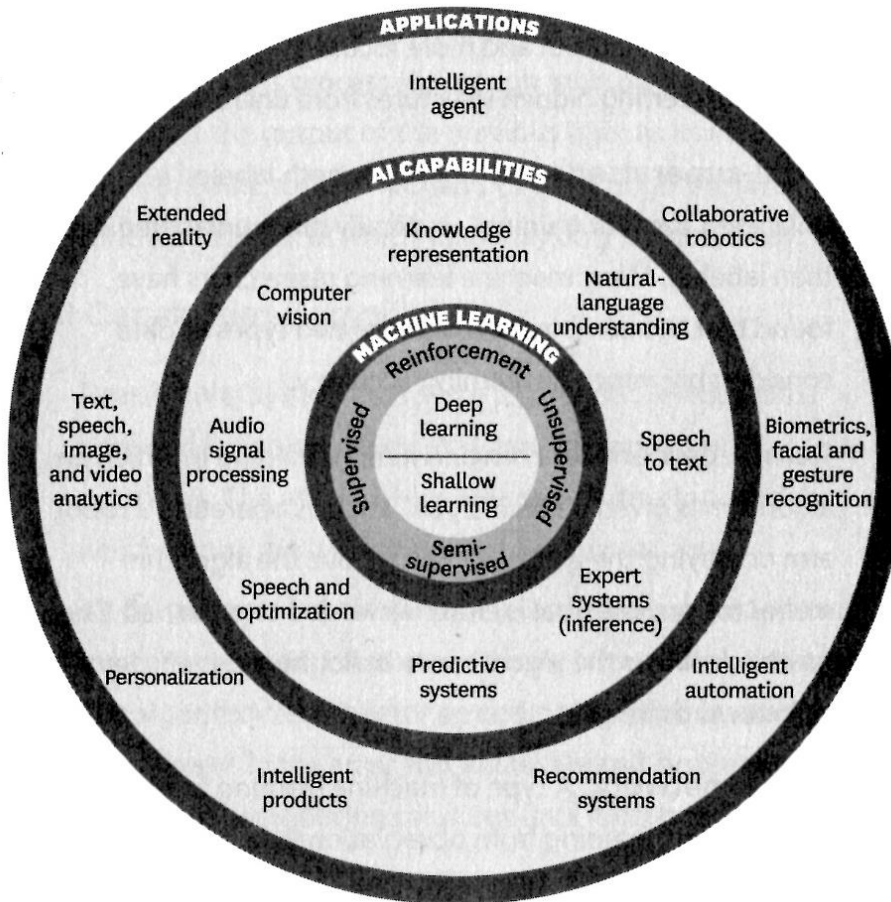 APPLICATIONS
Intelligent
agent
AI CAPABILITIES
Extended
reality
Collaborative
robotics
Knowledge
representation
Computer
vision
Natural-
language
understanding
MACHINE LEARNING
Reinforcement
Supervised
Unsupervised
Deep
learning
Shallow
learning
Semi-
supervised
Text,
speech,
image,
and video
analytics
Audio
signal
processing
Speech
to text
Biometrics,
facial and
gesture
recognition
Speech and
optimization
Expert
systems
(inference)
Personalization
Predictive
systems
Intelligent
automation
Intelligent
products
Recommendation
systems